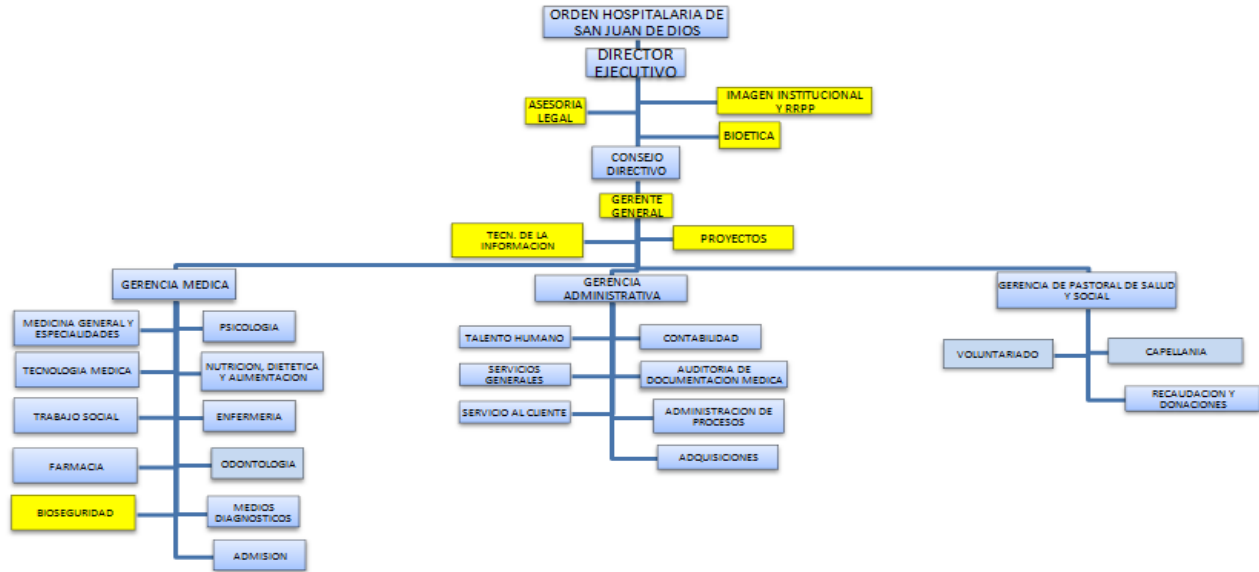 ORDEN HOSPITALARIA DE
SAN JUAN DE DIOS
DIRECTOR
EJECUTIVO
IMAGEN INSTITUCIONAL
Y RRPP
ASESORIA
LEGAL
BIOETICA
CONSEJO
DIRECTIVO
GERENTE
GENERAL
TECN. DE LA
INFORMACION
PROYECTOS
GERENCIA MEDICA
GERENCIA
ADMINISTRATIVA
GERENCIA DE PASTORAL DE SALUD
Y SOCIAL
MEDICINA GENERAL Y
ESPECIALIDADES
PSICOLOGIA
TECNOLOGIA MEDICA
NUTRICION, DIETETICA
Y ALIMENTACION
TRABAJO SOCIAL
ENFERMERIA
FARMACIA
ODONTOLOGIA
BIOSEGURIDAD
MEDIOS
DIAGNOSTICOS
ADMISION
TALENTO HUMANO
CONTABILIDAD
SERVICIOS
GENERALES
AUDITORIA DE
DOCUMENTACION MEDICA
SERVICIO AL CLIENTE
ADMINISTRACION DE
PROCESOS
ADQUISICIONES
VOLUNTARIADO
CAPELLANIA
RECAUDACION Y
DONACIONES